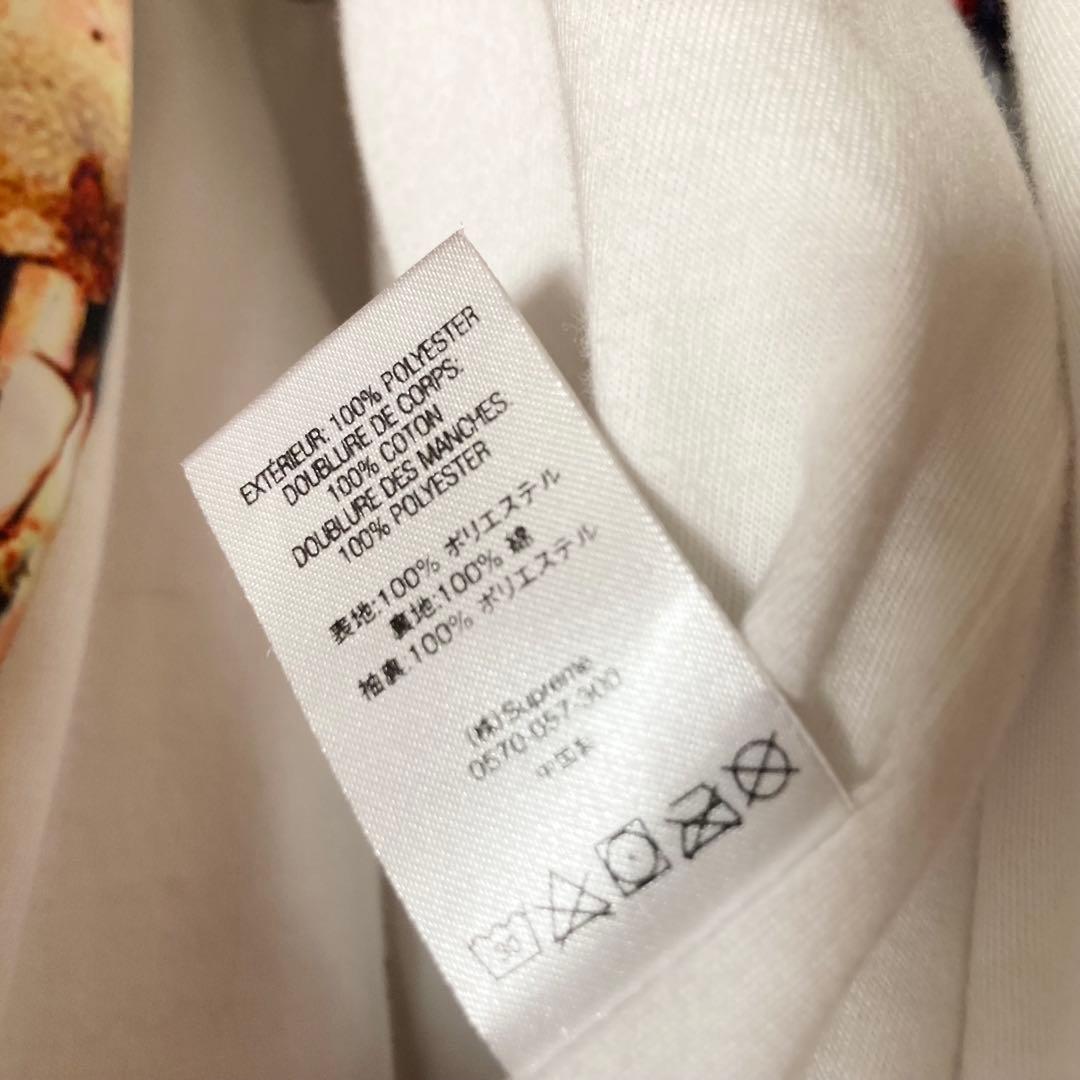 EXTÉRIEUR: 100% POLYESTER
DOUBLURE DE CORPS:
100% COTON
DOUBLURE DES MANCHES
100% POLYESTER
表地:100% ポリエステル
裏地:100% 綿
袖裏:100% ポリエステル
(株)Supreme
0570-057-300
中国製
30